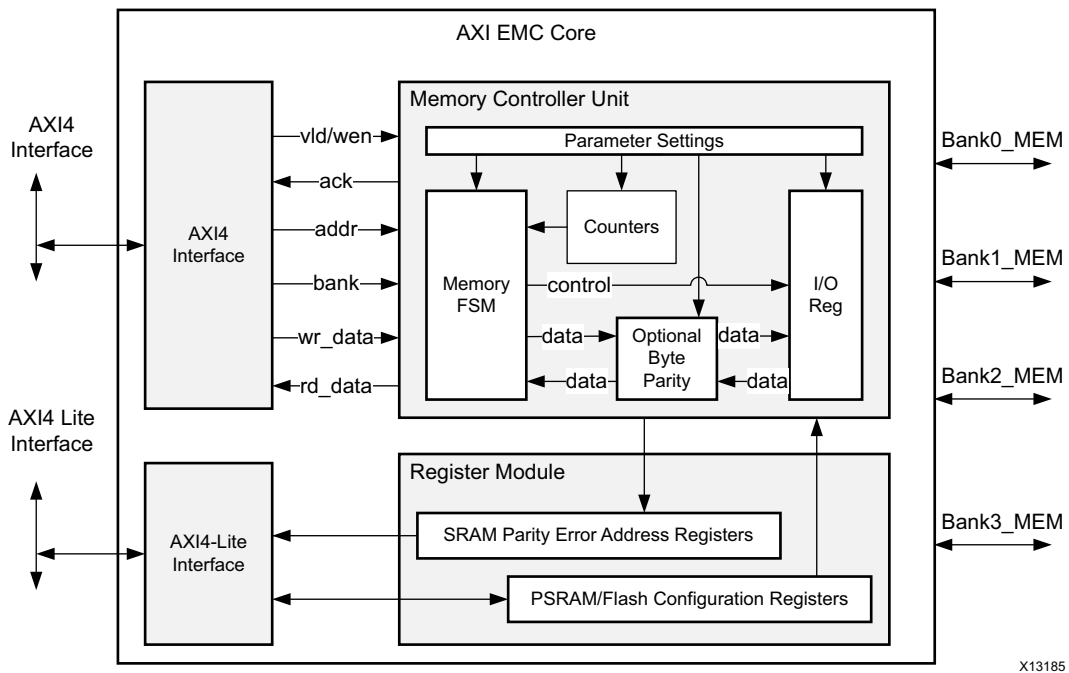 AXI EMC Core
AXI4
Interface
AXI4
Interface
vld/wen
ack
addr
bank
wr_data
rd_data
Memory Controller Unit
Parameter Settings
Memory
FSM
Counters
control
I/O
Reg
data
Optional
Byte
Parity
data
data
data
Bank0_MEM
Bank1_MEM
Bank2_MEM
Bank3_MEM
AXI4 Lite
Interface
AXI4-Lite
Interface
Register Module
SRAM Parity Error Address Registers
PSRAM/Flash Configuration Registers
X13185